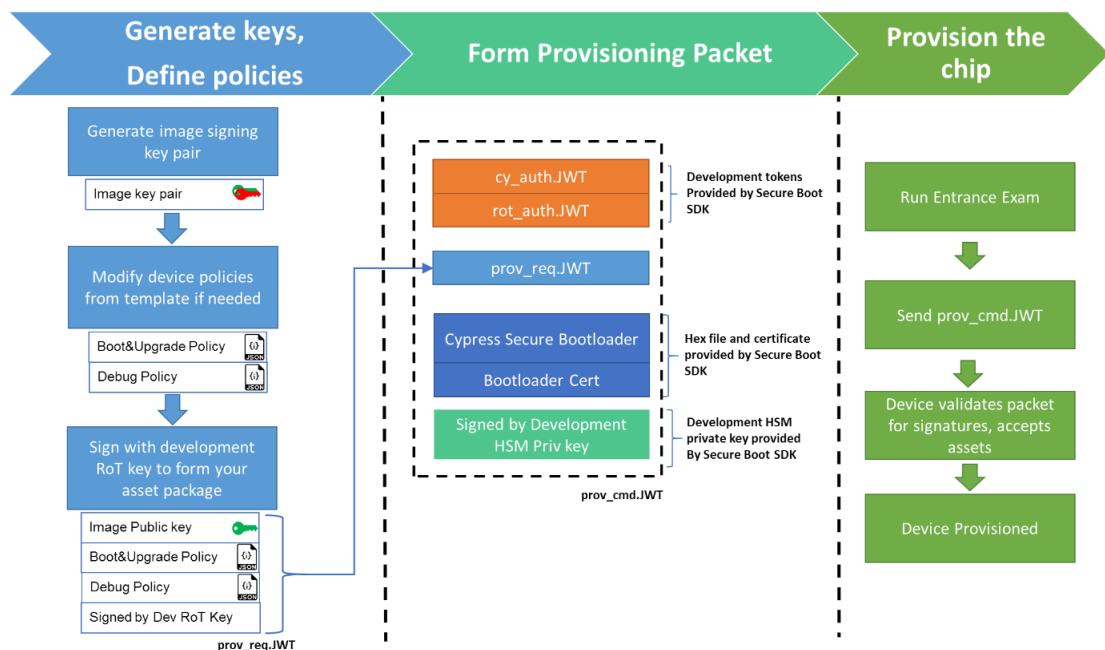 Generate keys,
Define policies
Form Provisioning Packet
Provision the
chip
Generate image signing
key pair
Image key pair
Modify device policies
from template if needed
Boot&Upgrade Policy
{i}
JSON
Debug Policy
{i}
JSON
Sign with development
RoT key to form your
asset package
Image Public key
Boot&Upgrade Policy
{i}
JSON
Debug Policy
{i}
JSON
Signed by Dev RoT Key
prov_req.JWT
cy_auth.JWT
rot_auth.JWT
Development tokens
Provided by Secure Boot
SDK
prov_req.JWT
Cypress Secure Bootloader
Bootloader Cert
Hex file and certificate
provided by Secure Boot
SDK
Signed by Development
HSM Priv key
Development HSM
private key provided
By Secure Boot SDK
prov_cmd.JWT
Run Entrance Exam
Send prov_cmd.JWT
Device validates packet
for signatures, accepts
assets
Device Provisioned